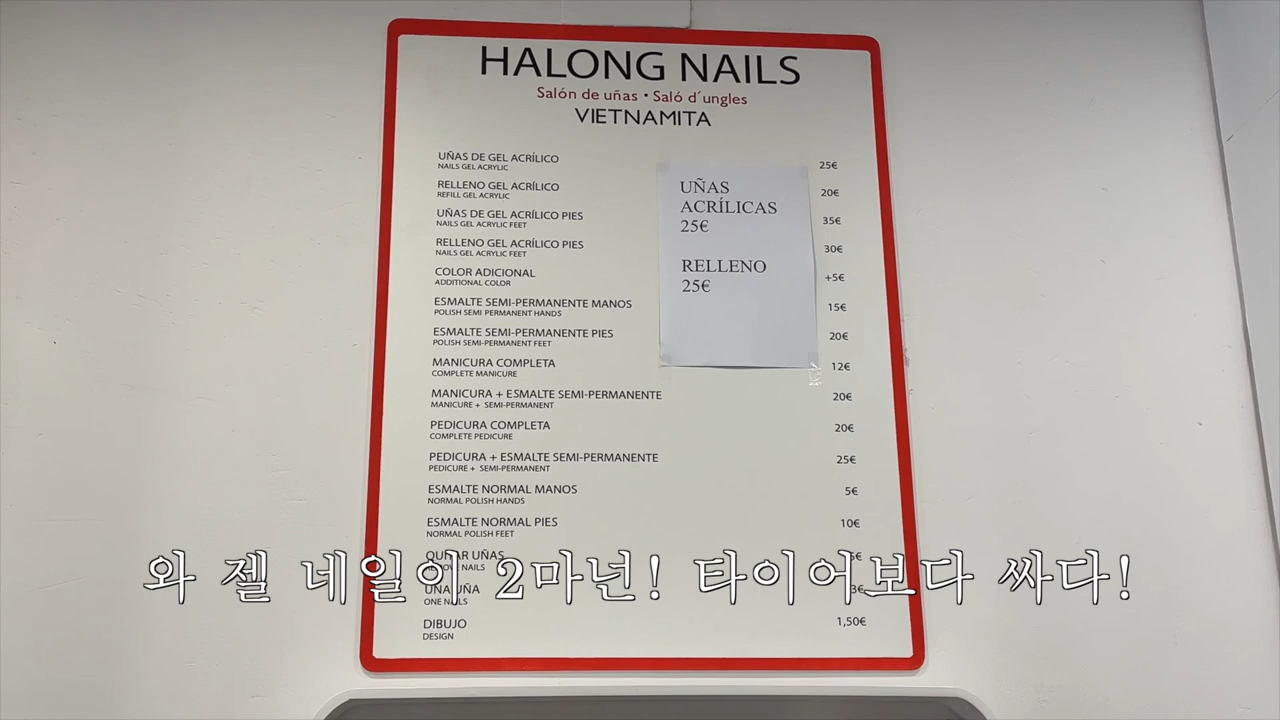 HALONG NAILS
Salón de uñas • Saló d´ungles
VIETNAMITA
UÑAS DE GEL ACRÍLICO 25€
NAILS GEL ACRYLIC
RELLENO GEL ACRÍLICO 20€
REFILL GEL ACRYLIC
UÑAS DE GEL ACRÍLICO PIES 35€
NAILS GEL ACRYLIC FEET
RELLENO GEL ACRÍLICO PIES 30€
NAILS GEL ACRYLIC FEET
COLOR ADICIONAL +5€
ADDITIONAL COLOR
ESMALTE SEMI-PERMANENTE MANOS 15€
POLISH SEMI PERMANENT HANDS
ESMALTE SEMI-PERMANENTE PIES 20€
POLISH SEMI-PERMANENT FEET
MANICURA COMPLETA 12€
COMPLETE MANICURE
MANICURA + ESMALTE SEMI-PERMANENTE 20€
MANICURE + SEMI-PERMANENT
PEDICURA COMPLETA 20€
COMPLETE PEDICURE
PEDICURA + ESMALTE SEMI-PERMANENTE 25€
PEDICURE + SEMI-PERMANENT
ESMALTE NORMAL MANOS 5€
NORMAL POLISH HANDS
ESMALTE NORMAL PIES 10€
NORMAL POLISH FEET
UÑAS
NAILS
UNA UÑA 3€
ONE NAILS
DIBUJO 1,50€
DESIGN
UÑAS
ACRÍLICAS
25€
RELLENO
25€
와 젤 네일이 2마넌! 타이어보다 싸다!